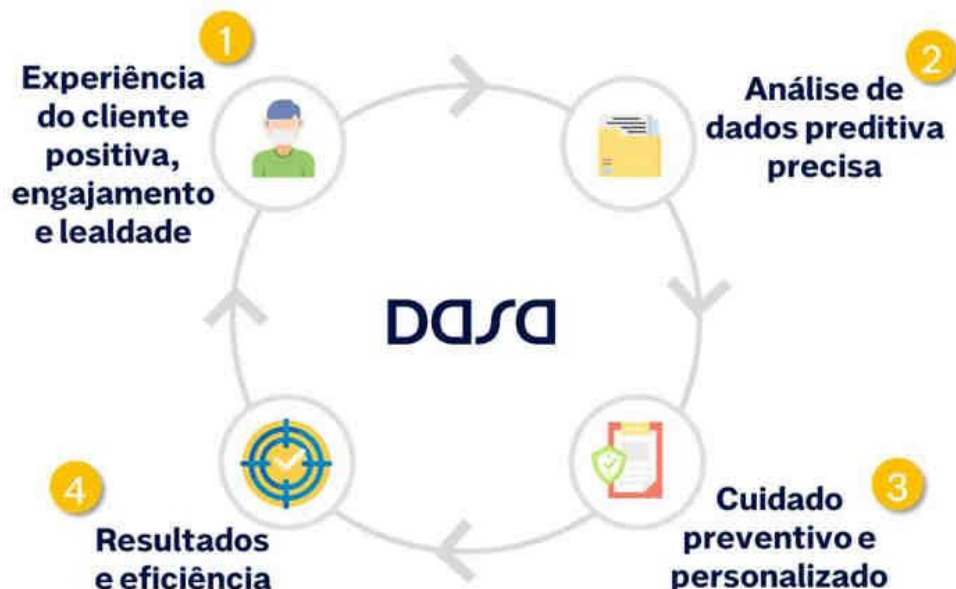 1
Experiência
do cliente
positiva,
engajamento
e lealdade
2
Análise de
dados preditiva
precisa
Dasa
3
Cuidado
preventivo e
personalizado
4
Resultados
e eficiência